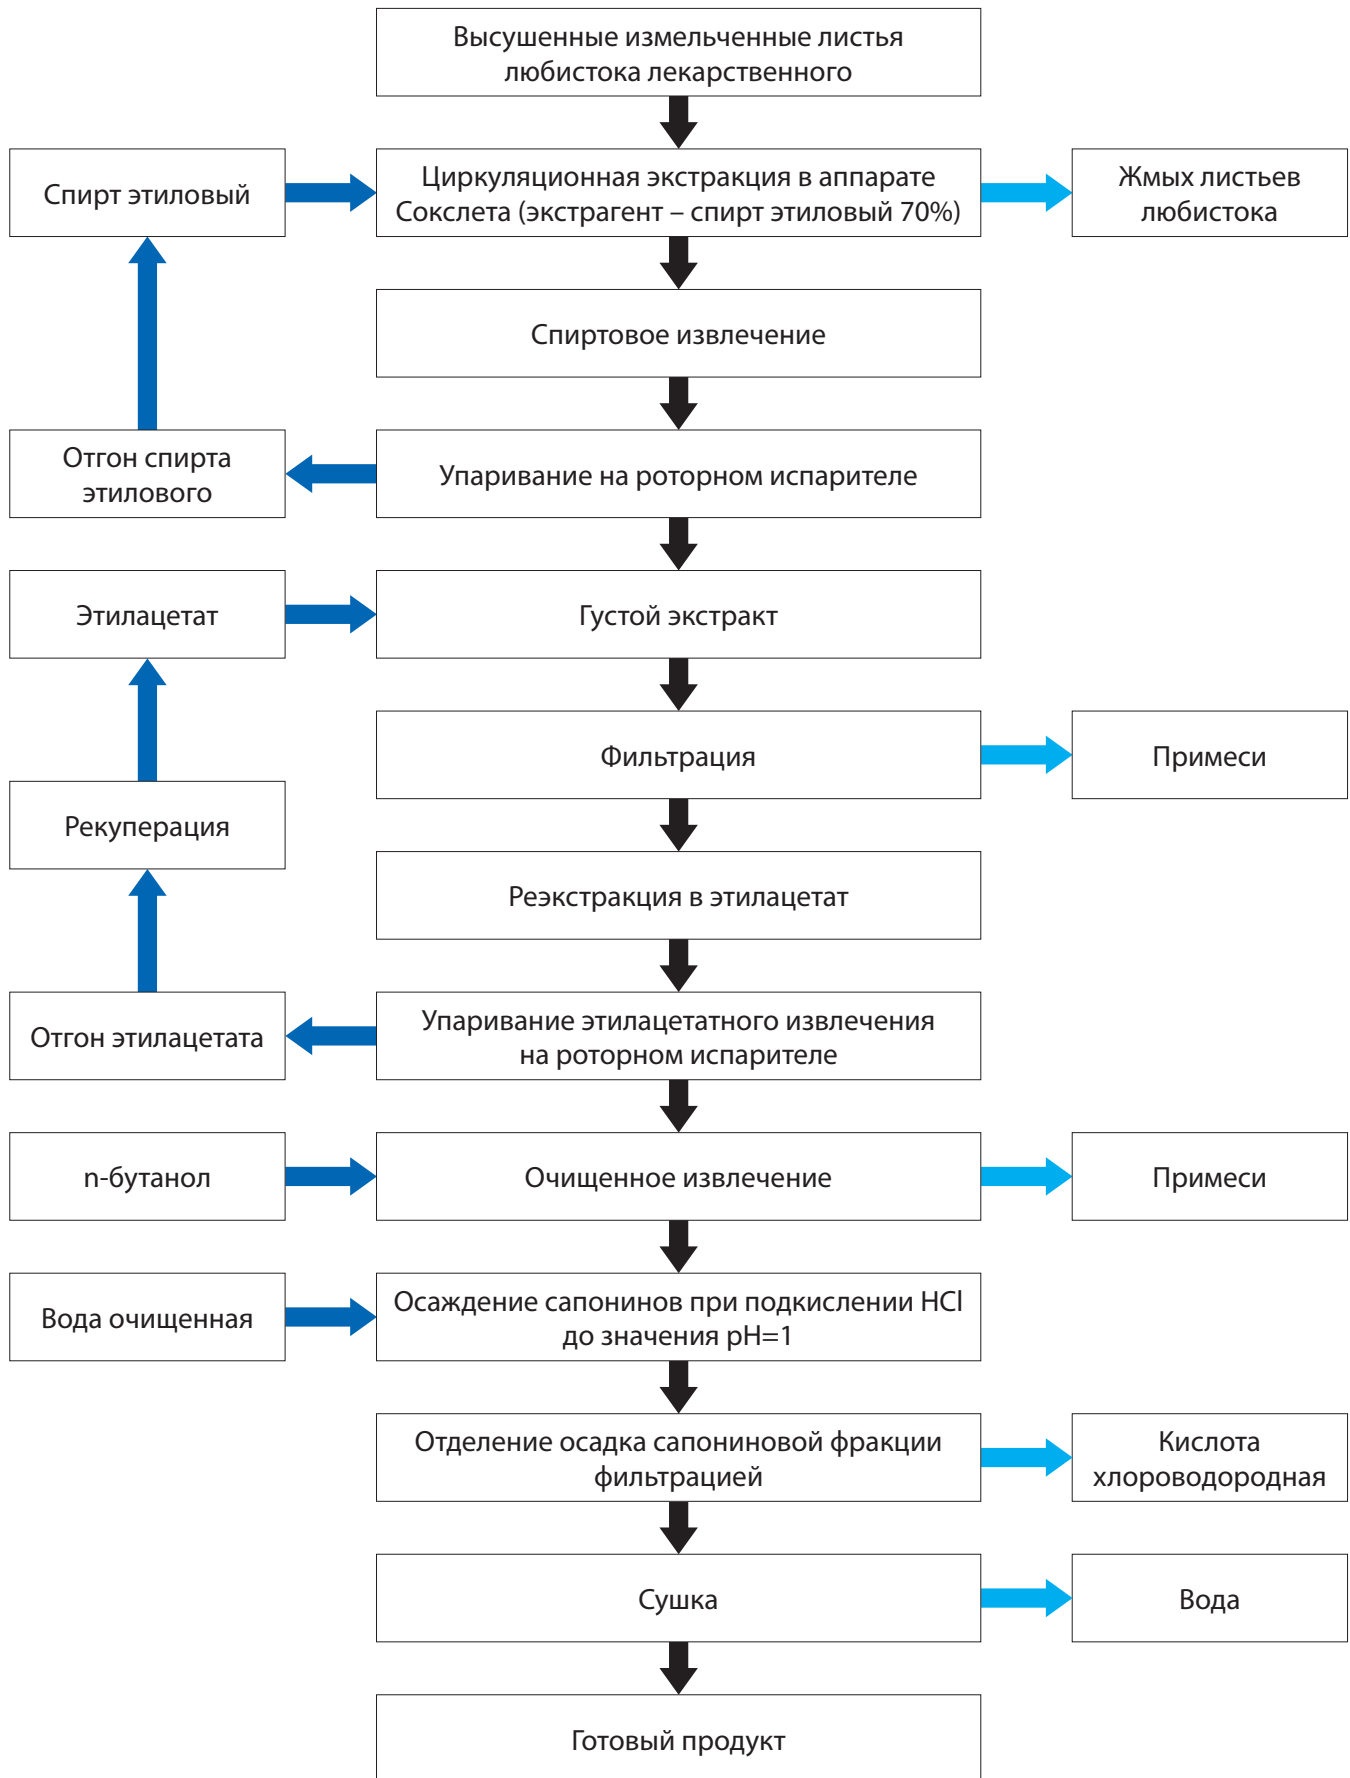 Высушенные измельченные листья
любистока лекарственного
Спирт этиловый
Циркуляционная экстракция в аппарате
Сокслета (экстрагент – спирт этиловый 70%)
Жмых листьев
любистока
Спиртовое извлечение
Отгон спирта
этилового
Упаривание на роторном испарителе
Этилацетат
Густой экстракт
Фильтрация
Примеси
Рекуперация
Реэкстракция в этилацетат
Отгон этилацетата
Упаривание этилацетатного извлечения
на роторном испарителе
n-бутанол
Очищенное извлечение
Примеси
Вода очищенная
Осаждение сапонинов при подкислении HCl
до значения pH=1
Отделение осадка сапониновой фракции
фильтрацией
Кислота
хлороводородная
Сушка
Вода
Готовый продукт